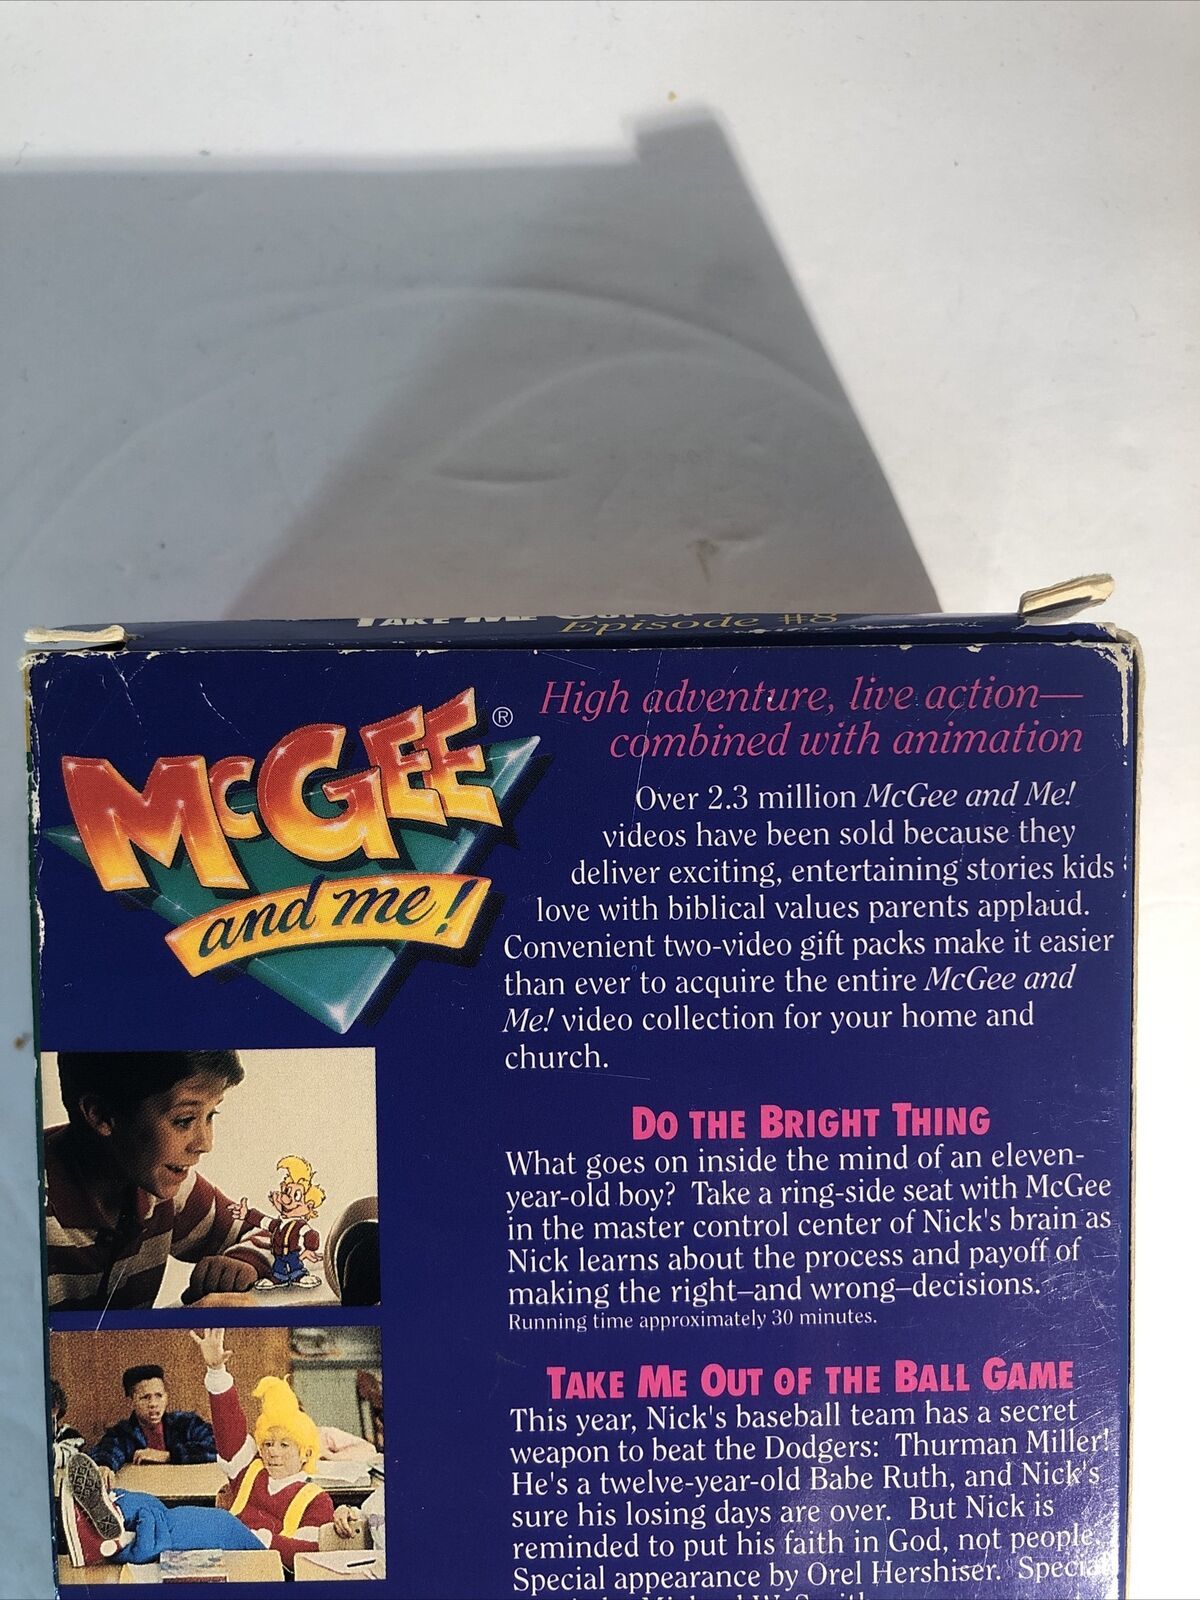 TAKE ME OUT OF
Episode #8
McGEE
and me!
®
High adventure, live action—
combined with animation
Over 2.3 million McGee and Me!
videos have been sold because they
deliver exciting, entertaining stories kids
love with biblical values parents applaud.
Convenient two-video gift packs make it easier
than ever to acquire the entire McGee and
Me! video collection for your home and
church.
DO THE BRIGHT THING
What goes on inside the mind of an eleven-
year-old boy? Take a ring-side seat with McGee
in the master control center of Nick's brain as
Nick learns about the process and payoff of
making the right–and wrong–decisions.
Running time approximately 30 minutes.
TAKE ME OUT OF THE BALL GAME
This year, Nick's baseball team has a secret
weapon to beat the Dodgers: Thurman Miller!
He's a twelve-year-old Babe Ruth, and Nick's
sure his losing days are over. But Nick is
reminded to put his faith in God, not people.
Special appearance by Orel Hershiser. Special
Michael W. Smith